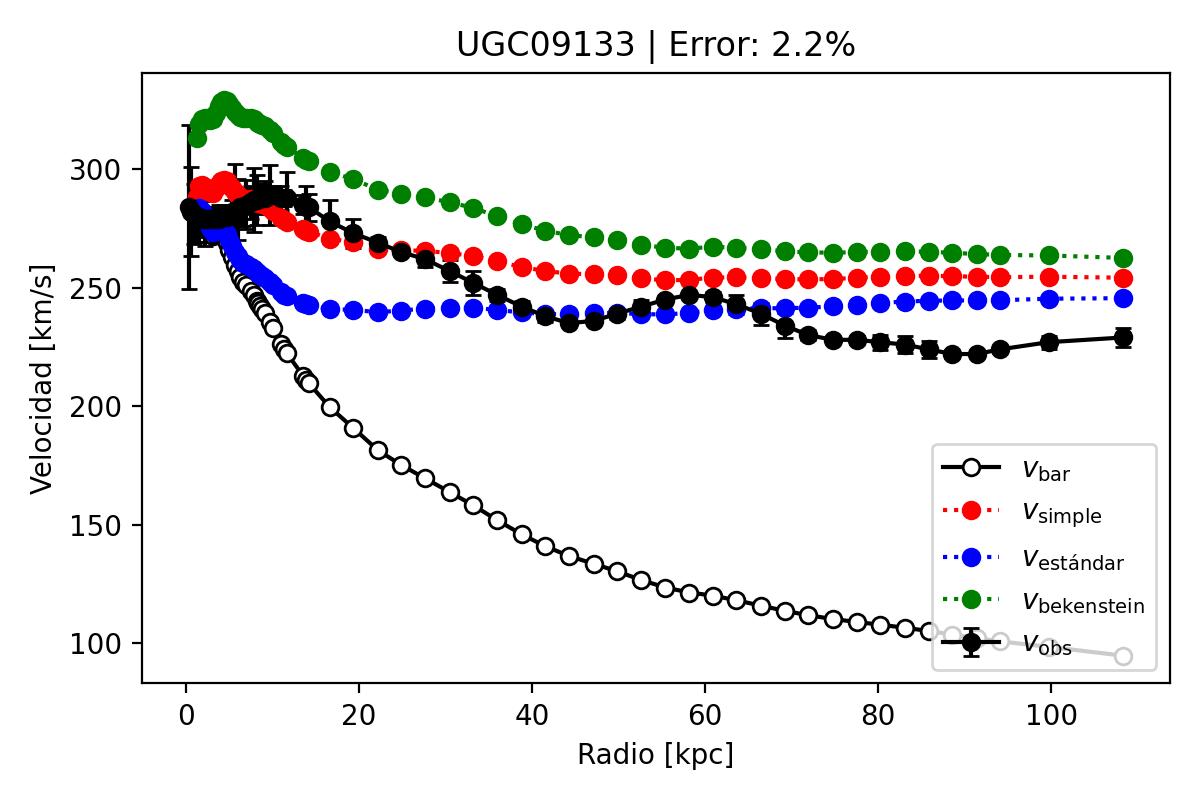 UGC09133 | Error: 2.2%
Velocidad [km/s]
300
250
200
150
100
v_bar
v_simple
v_estándar
v_bekenstein
v_obs
0 20 40 60 80 100
Radio [kpc]